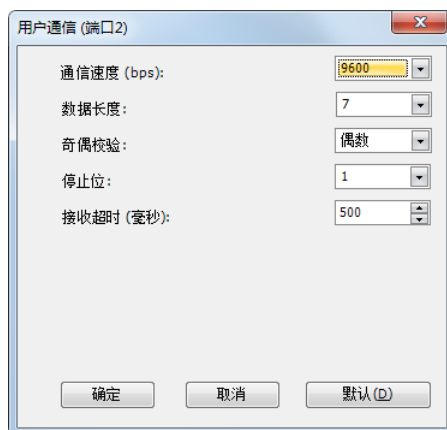 用户通信 (端口2)
通信速度 (bps): 9600
数据长度: 7
奇偶校验: 偶数
停止位: 1
接收超时 (毫秒): 500
确定 取消 默认(D)